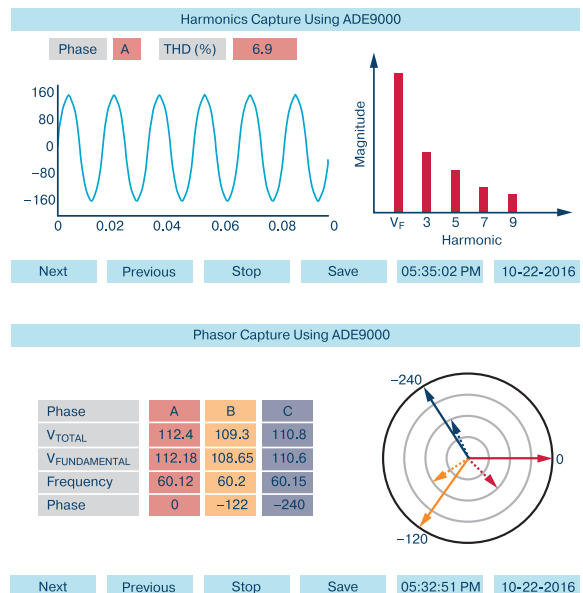 Harmonics Capture Using ADE9000
Phase A THD (%) 6.9
160
80
0
−80
−160
0 0.02 0.04 0.06 0.08 0
Magnitude
VF 3 5 7 9
Harmonic
Next Previous Stop Save 05:35:02 PM 10-22-2016
Phasor Capture Using ADE9000
Phase A B C
VTOTAL 112.4 109.3 110.8
VFUNDAMENTAL 112.18 108.65 110.6
Frequency 60.12 60.2 60.15
Phase 0 −122 −240
−240
0
−120
Next Previous Stop Save 05:32:51 PM 10-22-2016